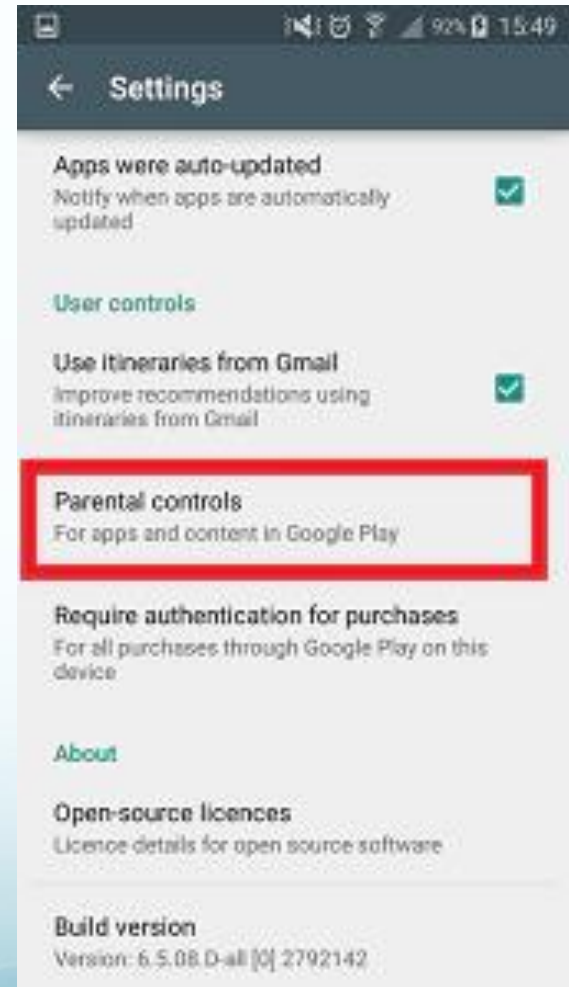 92% 15:49
Settings
Apps were auto-updated
Notify when apps are automatically
updated
User controls
Use itineraries from Gmail
Improve recommendations using
itineraries from Gmail
Parental controls
For apps and content in Google Play
Require authentication for purchases
For all purchases through Google Play on this
device
About
Open-source licences
Licence details for open source software
Build version
Version: 6.5.08.D-all [0] 2792142